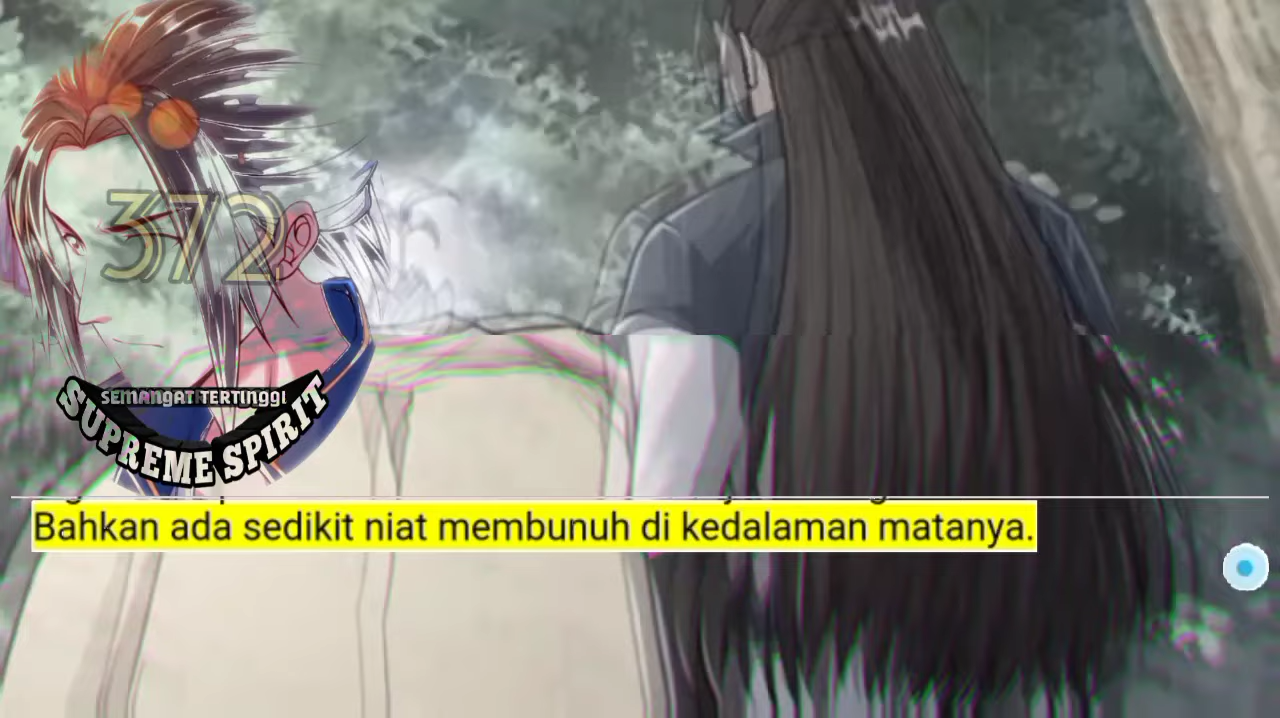 372
SEMANGAT TERTINGGI
SUPREME SPIRIT
Bahkan ada sedikit niat membunuh di kedalaman matanya.